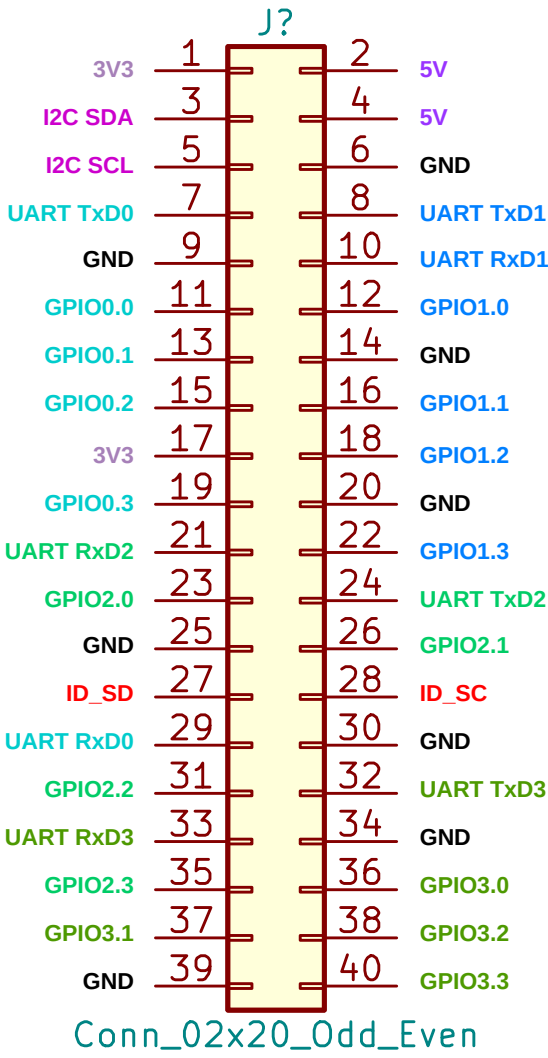 J?
3V3 1 2 5V
I2C SDA 3 4 5V
I2C SCL 5 6 GND
UART TxD0 7 8 UART TxD1
GND 9 10 UART RxD1
GPIO0.0 11 12 GPIO1.0
GPIO0.1 13 14 GND
GPIO0.2 15 16 GPIO1.1
3V3 17 18 GPIO1.2
GPIO0.3 19 20 GND
UART RxD2 21 22 GPIO1.3
GPIO2.0 23 24 UART TxD2
GND 25 26 GPIO2.1
ID_SD 27 28 ID_SC
UART RxD0 29 30 GND
GPIO2.2 31 32 UART TxD3
UART RxD3 33 34 GND
GPIO2.3 35 36 GPIO3.0
GPIO3.1 37 38 GPIO3.2
GND 39 40 GPIO3.3
Conn_02x20_Odd_Even